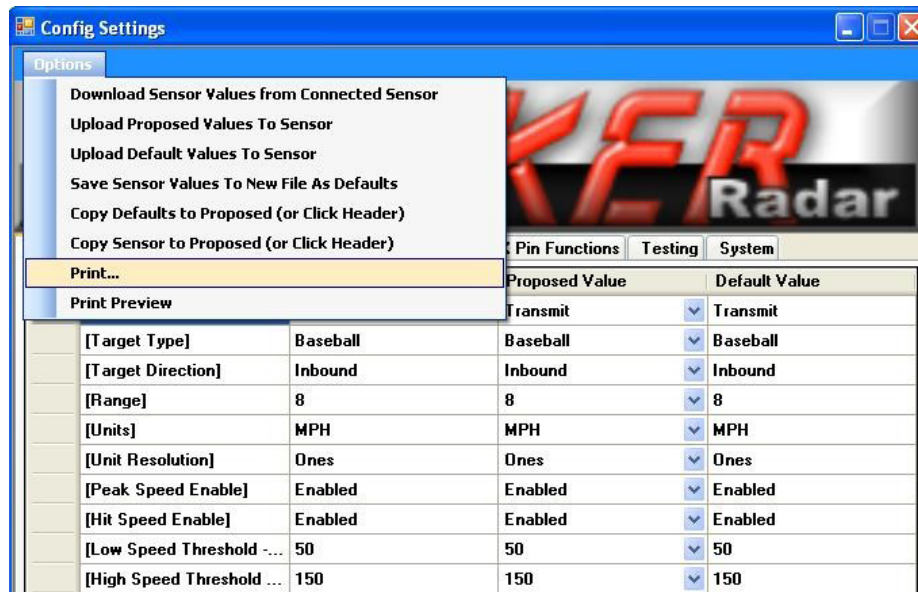 Config Settings
Options
Download Sensor Values from Connected Sensor
Upload Proposed Values To Sensor
Upload Default Values To Sensor
Save Sensor Values To New File As Defaults
Copy Defaults to Proposed (or Click Header)
Copy Sensor to Proposed (or Click Header)
Print...
Print Preview
KER
Radar
Pin Functions Testing System
Proposed Value Default Value
Transmit Transmit
[Target Type] Baseball Baseball Baseball
[Target Direction] Inbound Inbound Inbound
[Range] 8 8 8
[Units] MPH MPH MPH
[Unit Resolution] Ones Ones Ones
[Peak Speed Enable] Enabled Enabled Enabled
[Hit Speed Enable] Enabled Enabled Enabled
[Low Speed Threshold -... 50 50 50
[High Speed Threshold ... 150 150 150